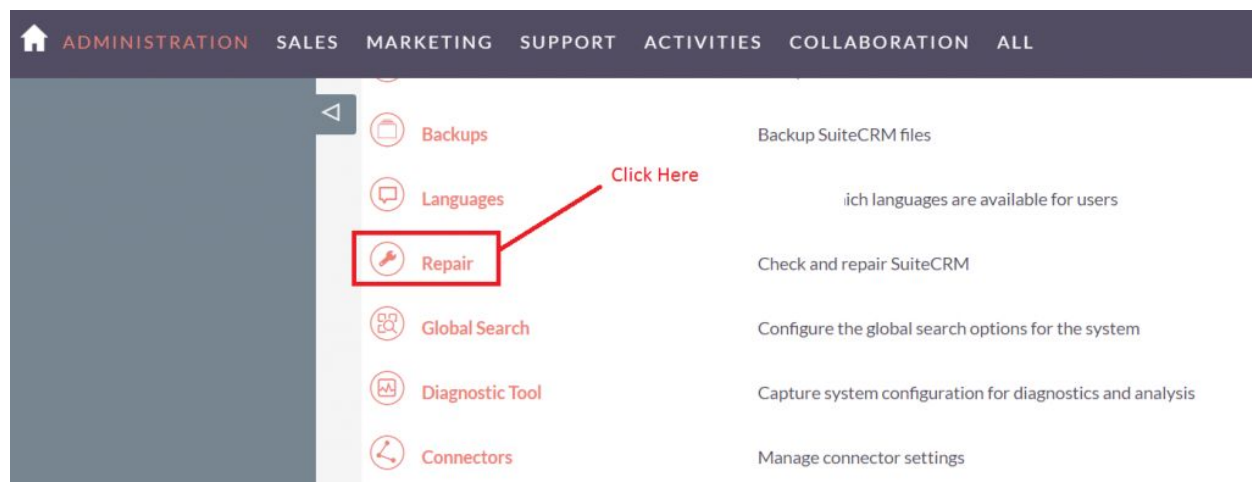 ADMINISTRATION SALES MARKETING SUPPORT ACTIVITIES COLLABORATION ALL
Backups Backup SuiteCRM files
Click Here
Languages languages are available for users
Repair Check and repair SuiteCRM
Global Search Configure the global search options for the system
Diagnostic Tool Capture system configuration for diagnostics and analysis
Connectors Manage connector settings